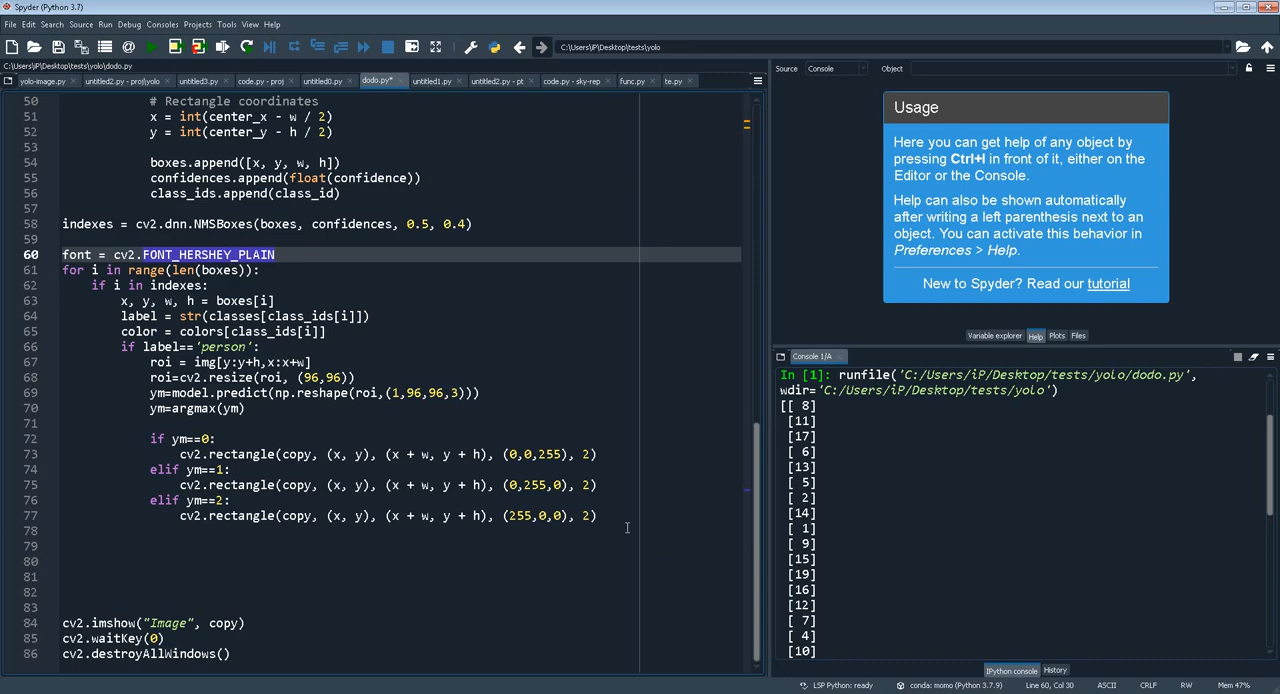 Spyder (Python 3.7)
File Edit Search Source Run Debug Consoles Projects Tools View Help
C:\Users\iP\Desktop\tests\yolo
C:\Users\iP\Desktop\tests\yolo\dodo.py
yolo-image.py untitled2.py - proj\yolo untitled3.py code.py - proj untitled0.py dodo.py* untitled1.py untitled2.py - pt code.py - sky-rep func.py te.py
Source Console Object
50 # Rectangle coordinates
51 x = int(center_x - w / 2)
52 y = int(center_y - h / 2)
53
54 boxes.append([x, y, w, h])
55 confidences.append(float(confidence))
56 class_ids.append(class_id)
57
58 indexes = cv2.dnn.NMSBoxes(boxes, confidences, 0.5, 0.4)
59
60 font = cv2.FONT_HERSHEY_PLAIN
61 for i in range(len(boxes)):
62 if i in indexes:
63 x, y, w, h = boxes[i]
64 label = str(classes[class_ids[i]])
65 color = colors[class_ids[i]]
66 if label=='person':
67 roi = img[y:y+h,x:x+w]
68 roi=cv2.resize(roi, (96,96))
69 ym=model.predict(np.reshape(roi,(1,96,96,3)))
70 ym=argmax(ym)
71
72 if ym==0:
73 cv2.rectangle(copy, (x, y), (x + w, y + h), (0,0,255), 2)
74 elif ym==1:
75 cv2.rectangle(copy, (x, y), (x + w, y + h), (0,255,0), 2)
76 elif ym==2:
77 cv2.rectangle(copy, (x, y), (x + w, y + h), (255,0,0), 2)
78
79
80
81
82
83
84 cv2.imshow("Image", copy)
85 cv2.waitKey(0)
86 cv2.destroyAllWindows()
Usage
Here you can get help of any object by
pressing Ctrl+I in front of it, either on the
Editor or the Console.
Help can also be shown automatically
after writing a left parenthesis next to an
object. You can activate this behavior in
Preferences > Help.
New to Spyder? Read our tutorial
Variable explorer Help Plots Files
Console 1/A
In [1]: runfile('C:/Users/iP/Desktop/tests/yolo/dodo.py',
wdir='C:/Users/iP/Desktop/tests/yolo')
[[ 8]
[11]
[17]
[ 6]
[13]
[ 5]
[ 2]
[14]
[ 1]
[ 9]
[15]
[19]
[16]
[12]
[ 7]
[ 4]
[10]
IPython console History
LSP Python: ready conda: momo (Python 3.7.9) Line 60, Col 30 ASCII CRLF RW Mem 47%